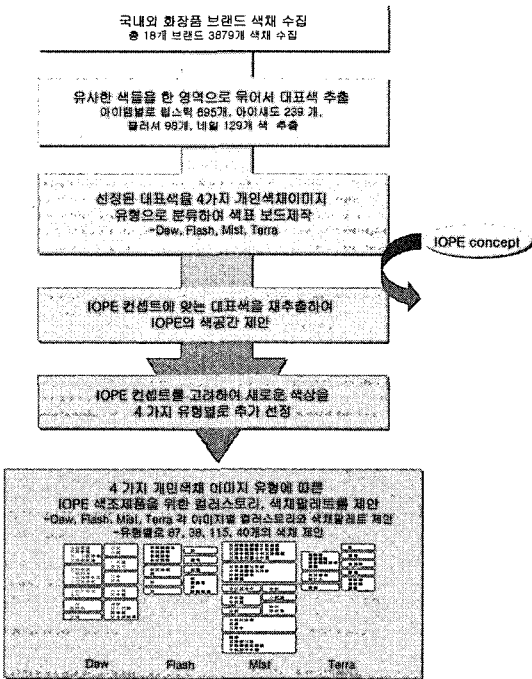 국내외 화장품 브랜드 색채 수집
총 18개 브랜드 3879개 색채 수집
유사한 색들을 한 영역으로 묶어서 대표색 추출
아이템별로 립스틱 695개, 아이섀도 239 개,
블러셔 98개, 네일 129개 색 추출
선정된 대표색을 4가지 개인색채이미지
유형으로 분류하여 색표 보드제작
-Dew, Flash, Mist, Terra
IOPE concept
IOPE 컨셉트에 맞는 대표색을 재추출하여
IOPE의 색공간 제안
IOPE 컨셉트를 고려하여 새로운 색상을
4 가지 유형별로 추가 선정
4 가지 개인색채 이미지 유형에 따른
IOPE 색조제품을 위한 컬러스토리, 색채팔레트를 제안
-Dew, Flash, Mist, Terra 각 이미지별 컬러스토리와 색채팔레트 제안
-유형별로 87, 38, 115, 40개의 색채 제안
Dew Flash Mist Terra